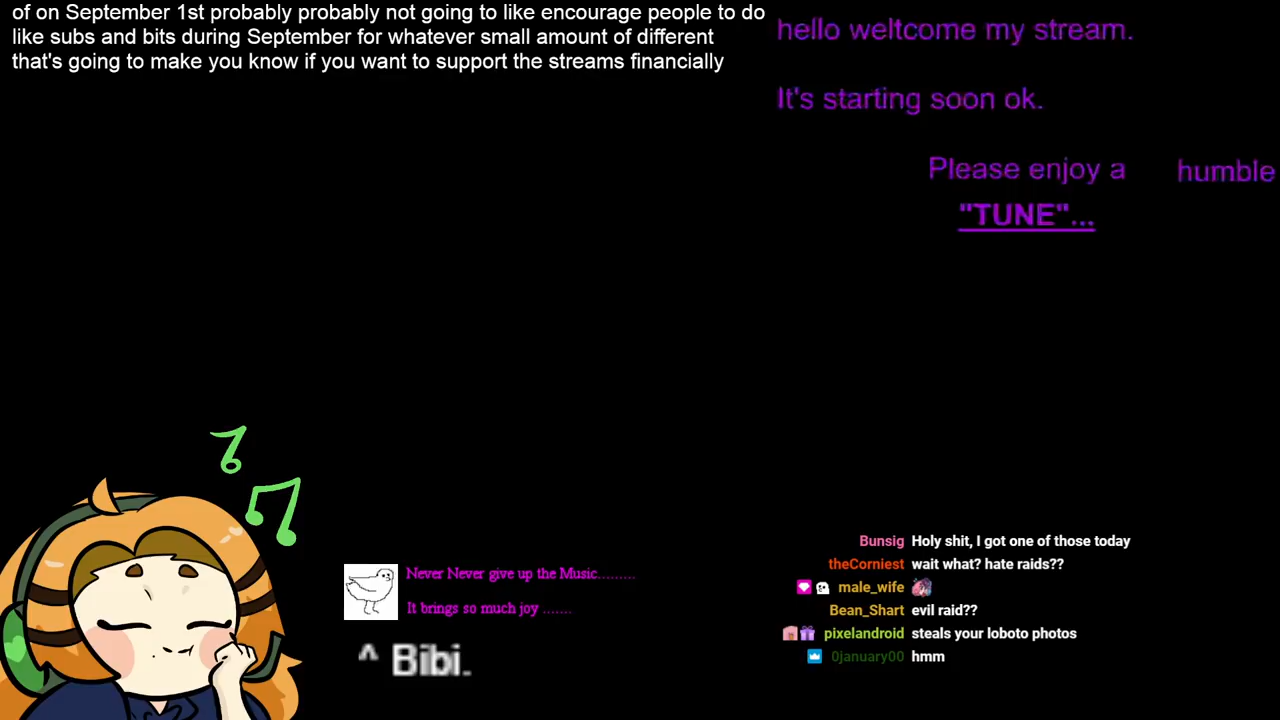 of on September 1st probably probably not going to like encourage people to do
like subs and bits during September for whatever small amount of different
that's going to make you know if you want to support the streams financially
hello weltcome my stream.
It's starting soon ok.
Please enjoy a humble
"TUNE"...
Never Never give up the Music.........
It brings so much joy .......
^ Bibi.
Bunsig Holy shit, I got one of those today
theCorniest wait what? hate raids??
male_wife
Bean_Shart evil raid??
pixelandroid steals your loboto photos
0january00 hmm